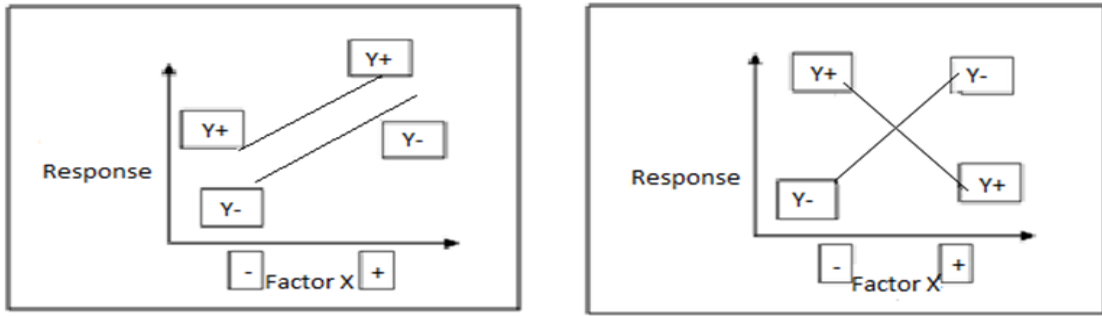 Y+
Y+
Response
Y-
Y-
- Factor X +
Y+
Y-
Response
Y-
Y+
- Factor X +